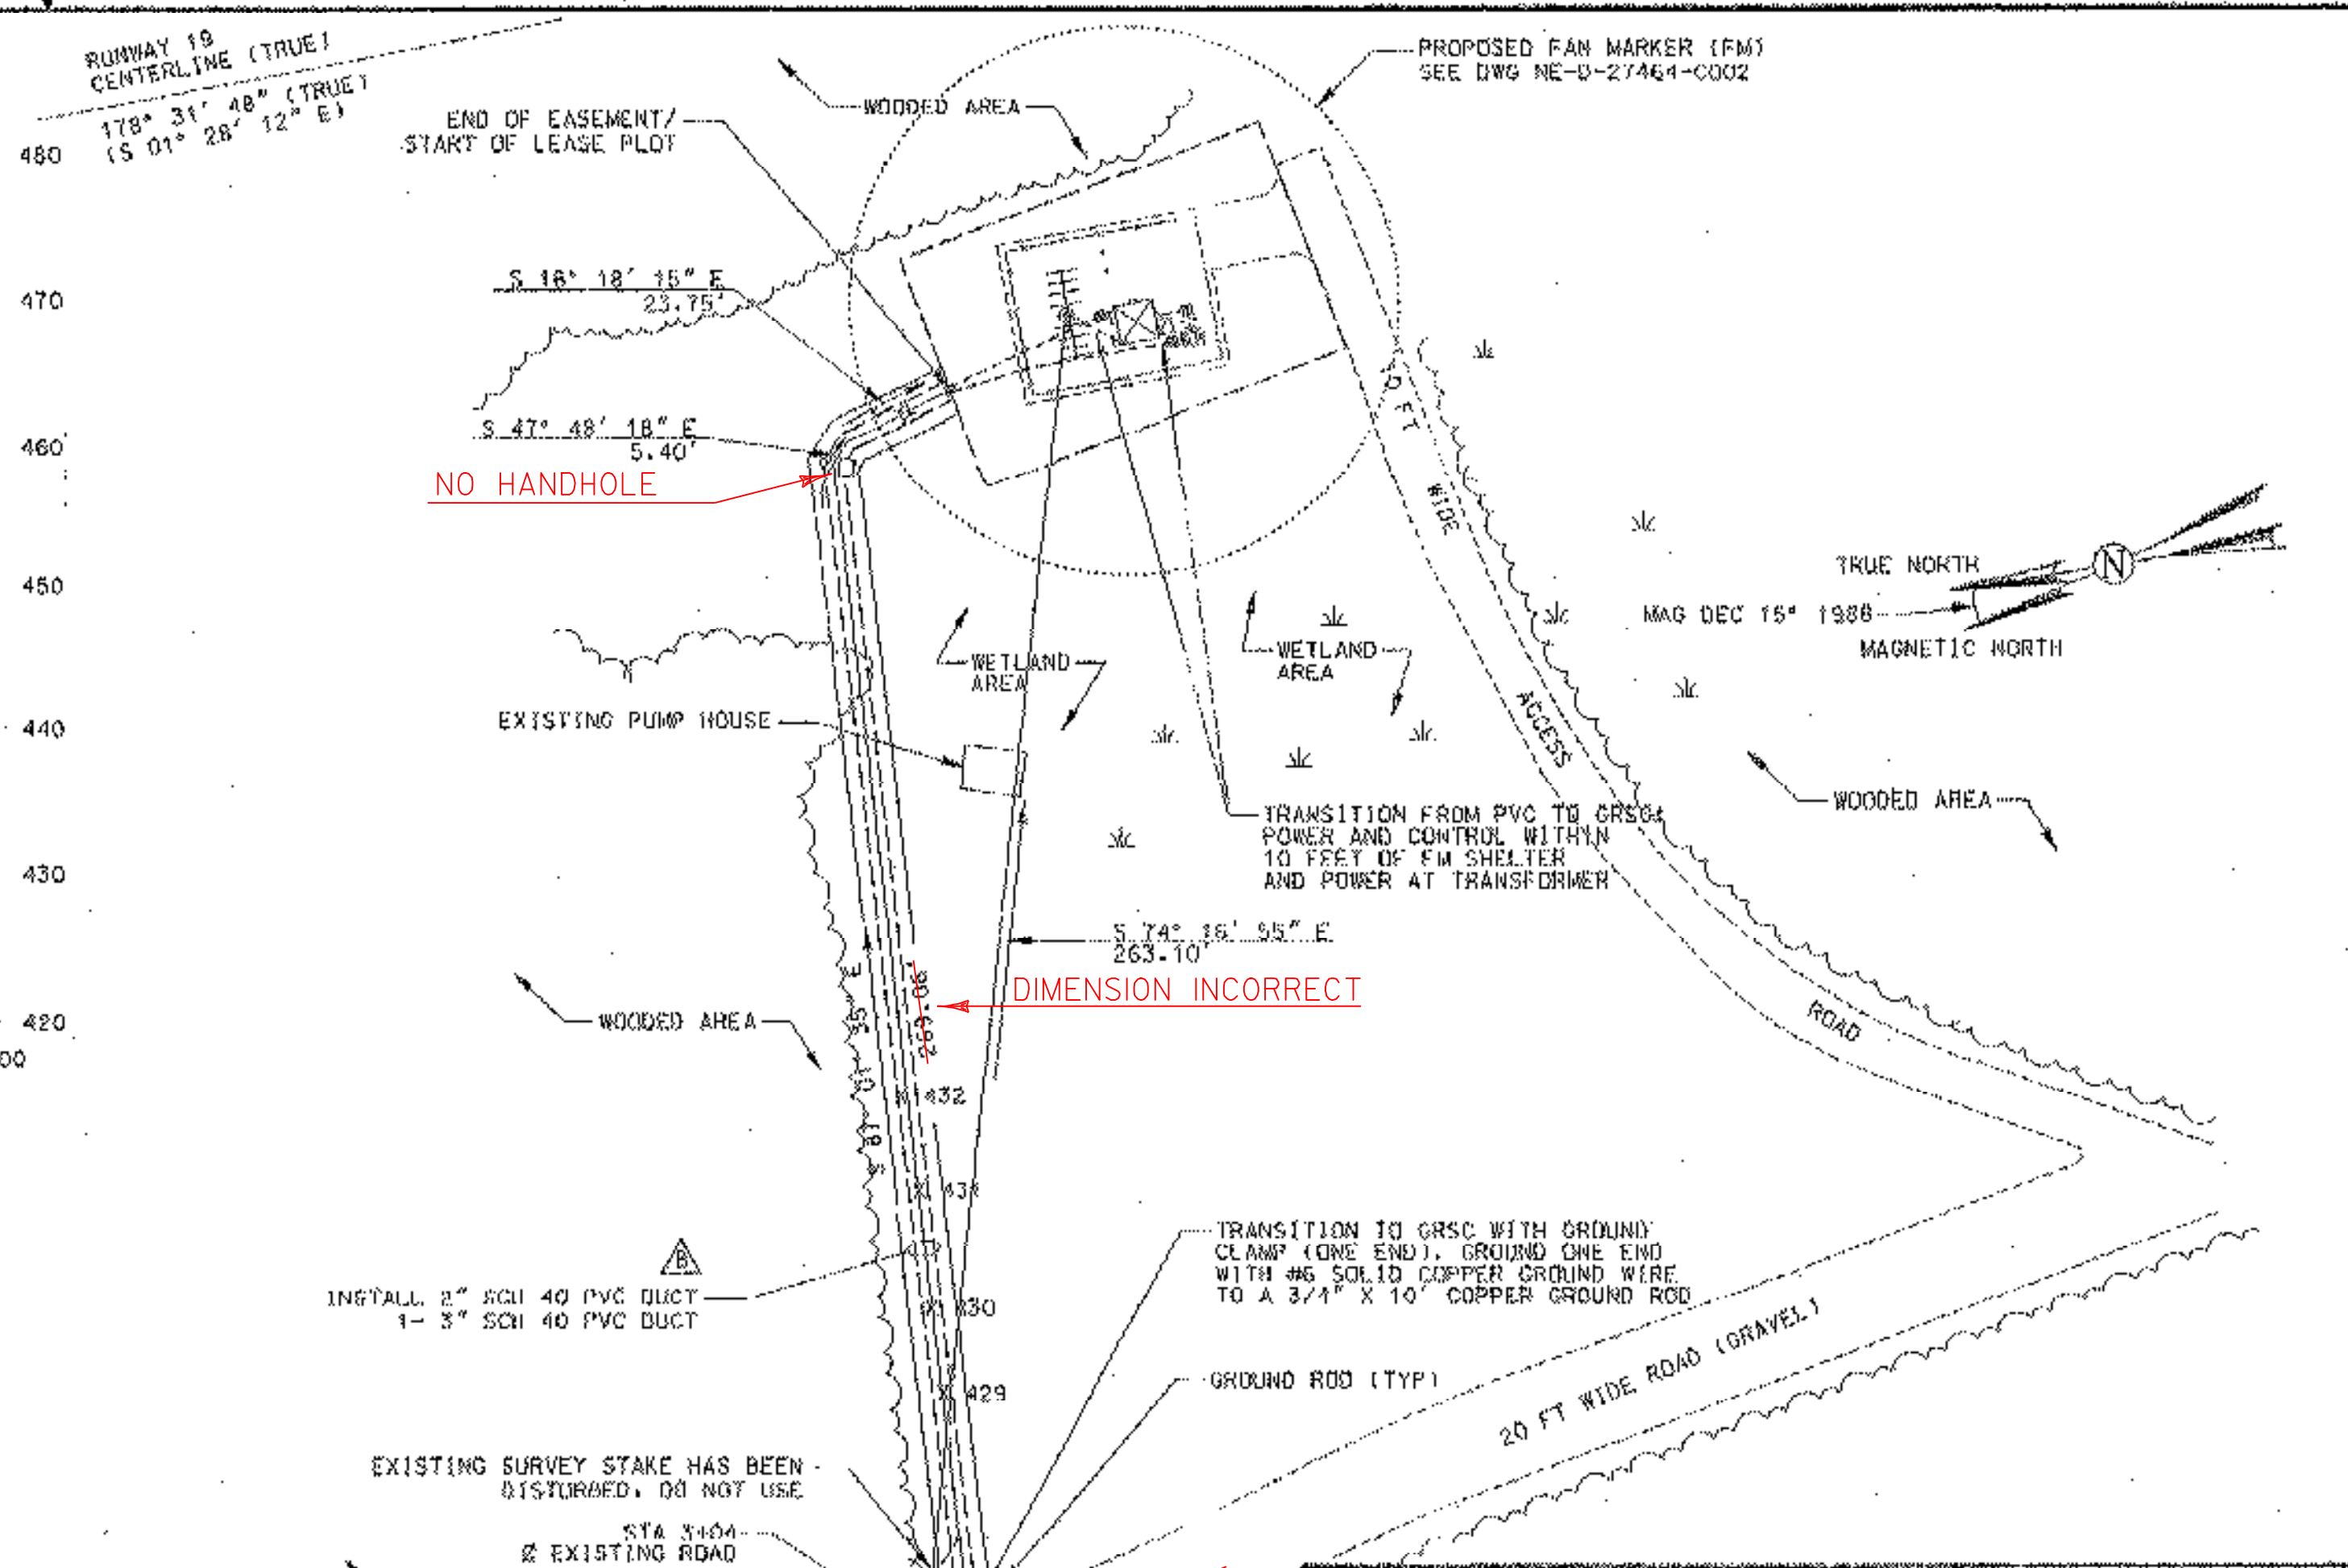 RUNWAY 19
CENTERLINE (TRUE)
178° 31' 48" (TRUE)
(S 01° 28' 12" E)
PROPOSED FAN MARKER (FM)
SEE DWG NE-D-27464-C002
WOODED AREA
END OF EASEMENT/
START OF LEASE PLOT
480
470
460
450
440
430
420
00
S 16° 18' 15" E
23.75'
S 47° 48' 18" E
5.40'
NO HANDHOLE
10 FT
WIDE
ACCESS
ROAD
TRUE NORTH
N
MAG DEC 15° 1988
MAGNETIC NORTH
WETLAND
AREA
WETLAND
AREA
EXISTING PUMP HOUSE
WOODED AREA
TRANSITION FROM PVC TO GRSC:
POWER AND CONTROL WITHIN
10 FEET OF FM SHELTER
AND POWER AT TRANSFORMER
S 74° 16' 55" E
263.10'
DIMENSION INCORRECT
WOODED AREA
432
431
430
429
B
INSTALL 2" SCH 40 PVC DUCT
1- 3" SCH 40 PVC DUCT
TRANSITION TO GRSC WITH GROUND
CLAMP (ONE END). GROUND ONE END
WITH #6 SOLID COPPER GROUND WIRE
TO A 3/4" X 10' COPPER GROUND ROD
GROUND ROD (TYP)
20 FT WIDE ROAD (GRAVEL)
EXISTING SURVEY STAKE HAS BEEN
DISTURBED. DO NOT USE
STA 3+04
EXISTING ROAD